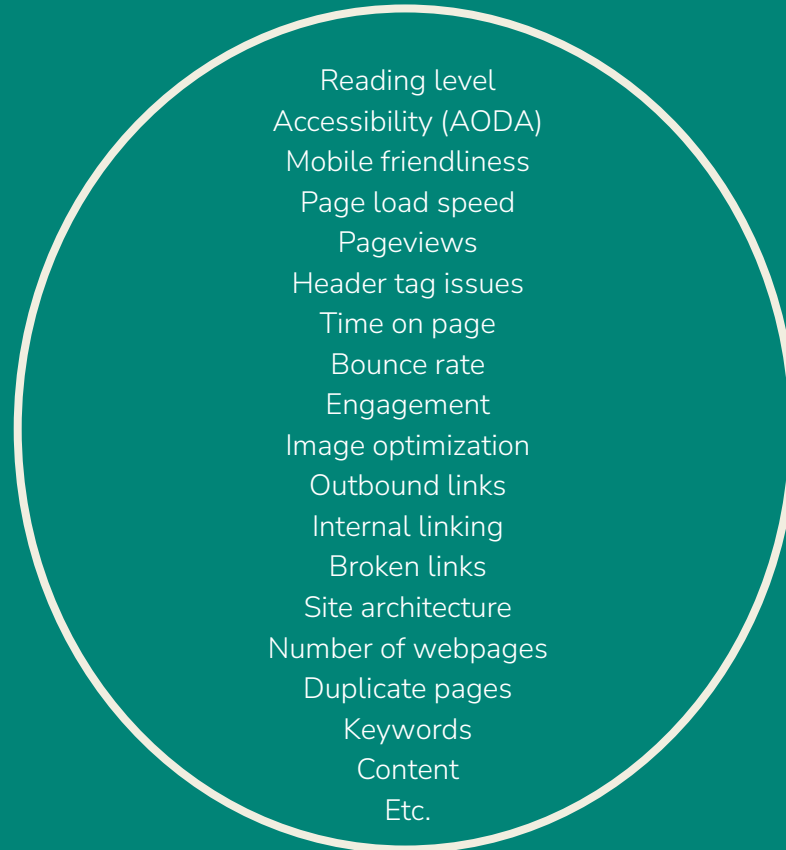 Reading level
Accessibility (AODA)
Mobile friendliness
Page load speed
Pageviews
Header tag issues
Time on page
Bounce rate
Engagement
Image optimization
Outbound links
Internal linking
Broken links
Site architecture
Number of webpages
Duplicate pages
Keywords
Content
Etc.